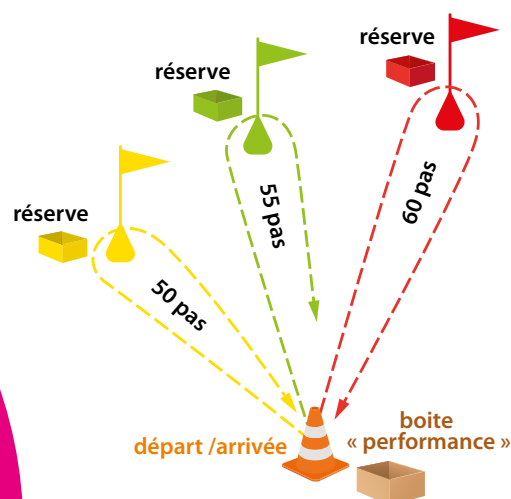 réserve
réserve
réserve
60 pas
55 pas
50 pas
départ /arrivée
boite
« performance »